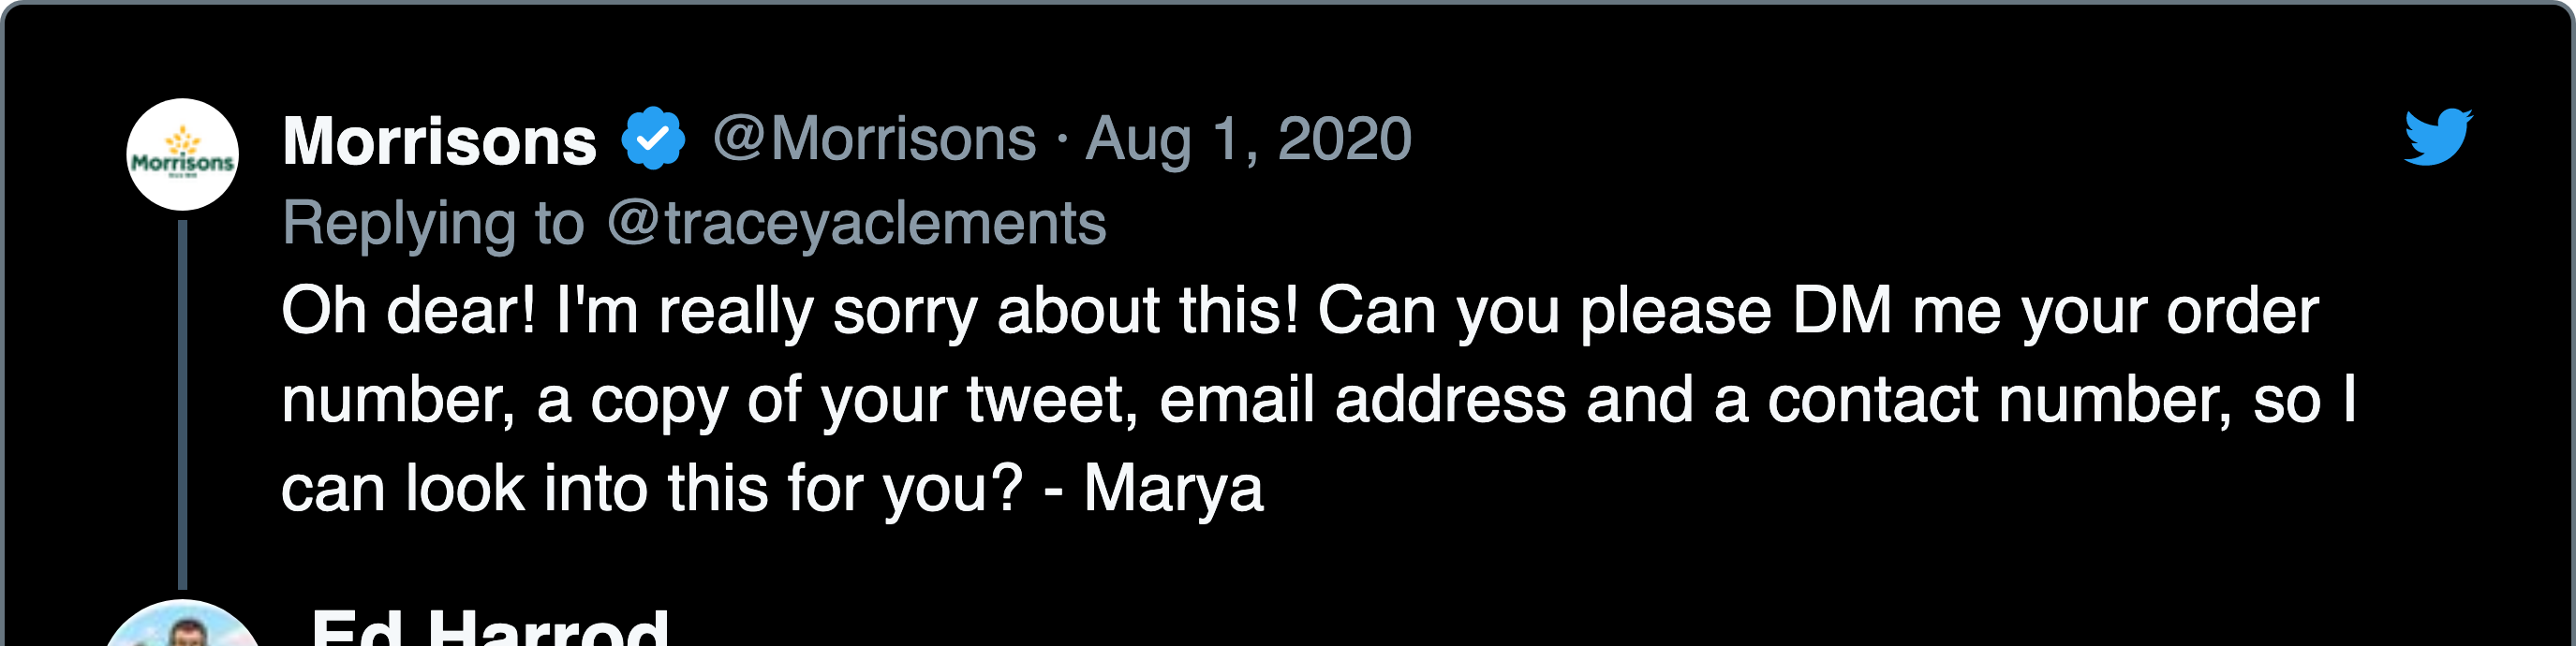 Morrisons
Morrisons @Morrisons · Aug 1, 2020
Replying to @traceyaclements
Oh dear! I'm really sorry about this! Can you please DM me your order
number, a copy of your tweet, email address and a contact number, so I
can look into this for you? - Marya
Ed Harrod